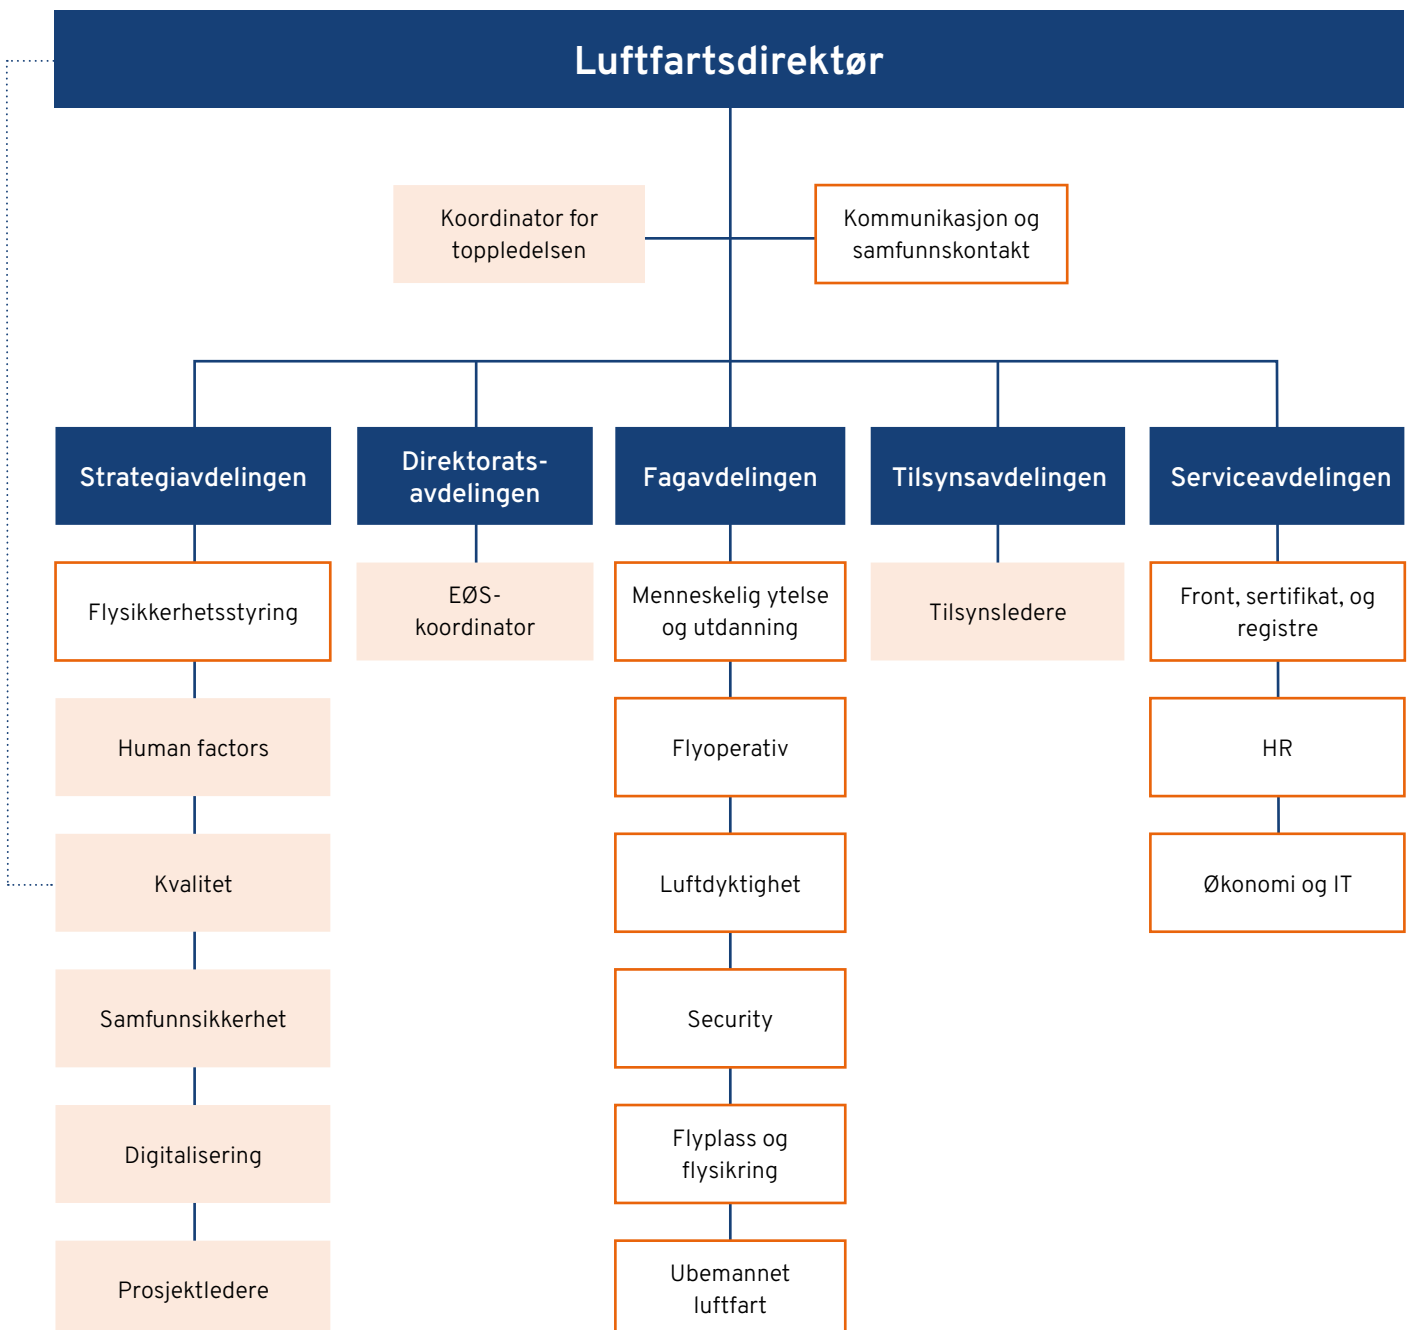 Luftfartsdirektør
Koordinator for
toppledelsen
Kommunikasjon og
samfunnskontakt
Strategiavdelingen
Direktorats-
avdelingen
Fagavdelingen
Tilsynsavdelingen
Serviceavdelingen
Flysikkerhetsstyring
EØS-
koordinator
Menneskelig ytelse
og utdanning
Tilsynsledere
Front, sertifikat, og
registre
Human factors
Flyoperativ
HR
Kvalitet
Luftdyktighet
Økonomi og IT
Samfunnsikkerhet
Security
Digitalisering
Flyplass og
flysikring
Prosjektledere
Ubemannet
luftfart